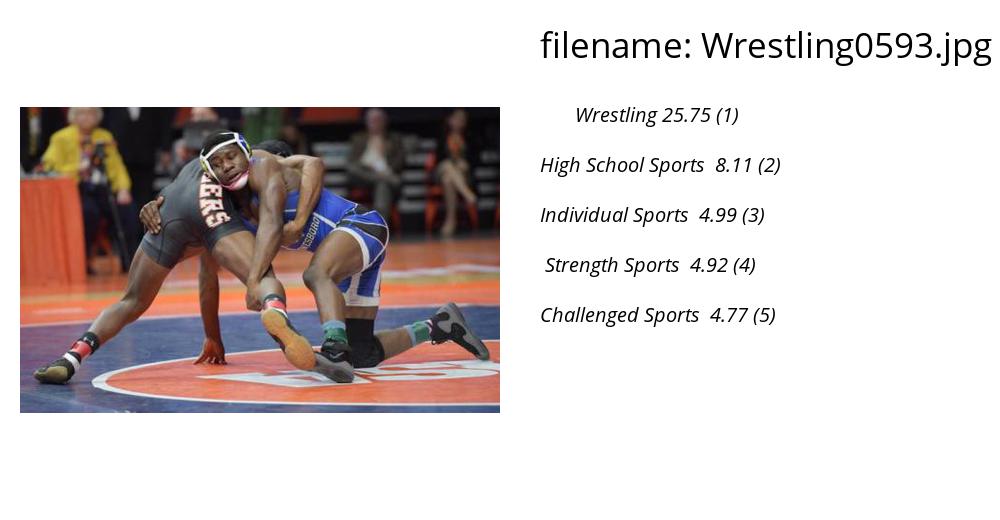 filename: Wrestling0593.jpg
Wrestling 25.75 (1)
High School Sports 8.11 (2)
Individual Sports 4.99 (3)
Strength Sports 4.92 (4)
Challenged Sports 4.77 (5)